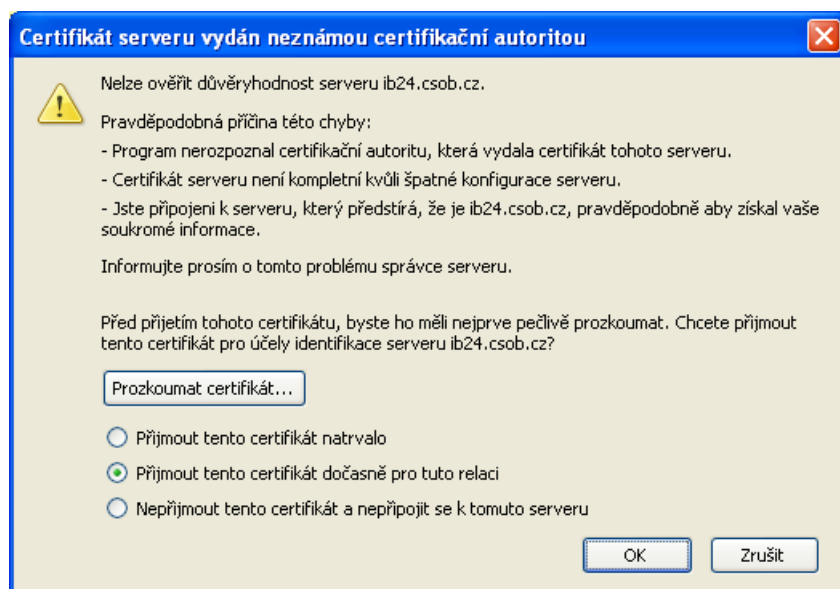 Certifikát serveru vydán neznámou certifikační autoritou
Nelze ověřit důvěryhodnost serveru ib24.csob.cz.
Pravděpodobná příčina této chyby:
- Program nerozpoznal certifikační autoritu, která vydala certifikát tohoto serveru.
- Certifikát serveru není kompletní kvůli špatné konfigurace serveru.
- Jste připojeni k serveru, který předstírá, že je ib24.csob.cz, pravděpodobně aby získal vaše
soukromé informace.
Informujte prosím o tomto problému správce serveru.
Před přijetím tohoto certifikátu, byste ho měli nejprve pečlivě prozkoumat. Chcete přijmout
tento certifikát pro účely identifikace serveru ib24.csob.cz?
Prozkoumat certifikát...
Přijmout tento certifikát natrvalo
Přijmout tento certifikát dočasně pro tuto relaci
Nepřijmout tento certifikát a nepřipojit se k tomuto serveru
OK
Zrušit